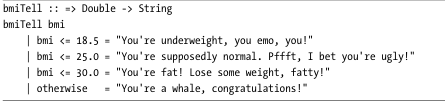 bmiTell :: => Double -> String
bmiTell bmi
| bmi <= 18.5 = "You're underweight, you emo, you!"
| bmi <= 25.0 = "You're supposedly normal. Pffft, I bet you're ugly!"
| bmi <= 30.0 = "You're fat! Lose some weight, fatty!"
| otherwise = "You're a whale, congratulations!"